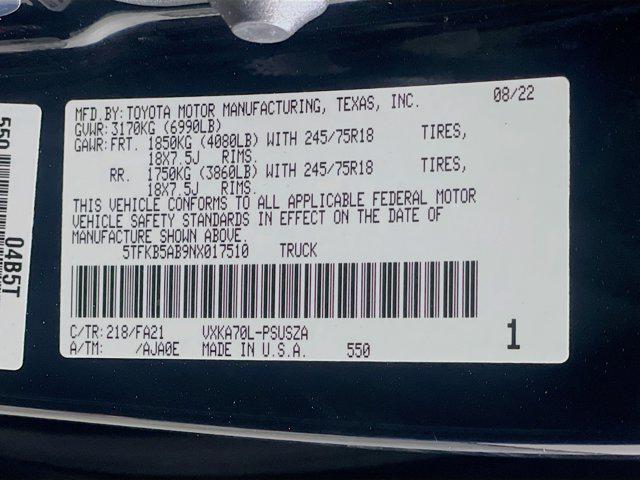 MFD.BY: TOYOTA MOTOR MANUFACTURING, TEXAS, INC. 08/22
GVWR: 3170KG (6990LB)
GAWR: FRT. 1850KG (4080LB) WITH 245/75R18 TIRES,
18X7.5J RIMS.
RR. 1750KG (3860LB) WITH 245/75R18 TIRES,
18X7.5J RIMS.
THIS VEHICLE CONFORMS TO ALL APPLICABLE FEDERAL MOTOR
VEHICLE SAFETY STANDARDS IN EFFECT ON THE DATE OF
MANUFACTURE SHOWN ABOVE.
5TFKB5AB9NX017510 TRUCK
C/TR: 218/FA21 VXKA70L-PSUSZA
A/TM: /AJA0E MADE IN U.S.A. 550
1
550
04B5T